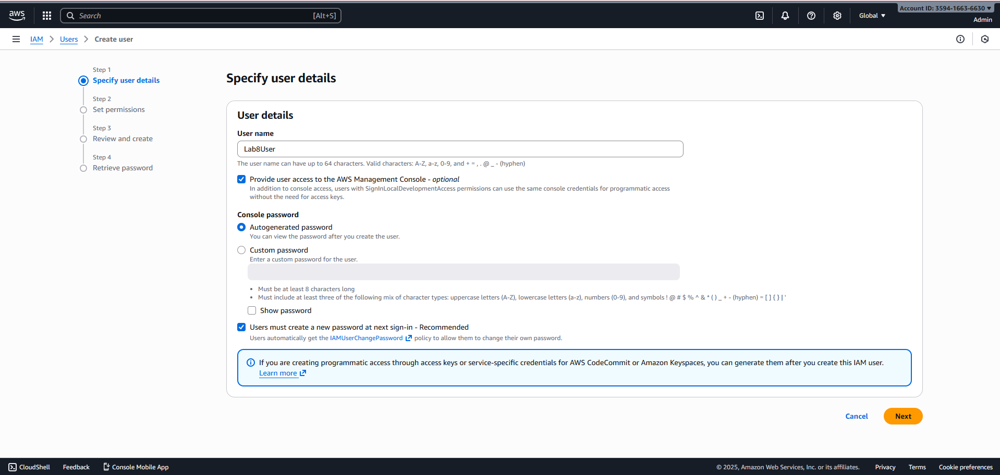 aws
Search
[Alt+S]
Global
Account ID: 3594-1663-6630
Admin
IAM
Users
Create user
Step 1
Specify user details
Step 2
Set permissions
Step 3
Review and create
Step 4
Retrieve password
Specify user details
User details
User name
Lab8User
The user name can have up to 64 characters. Valid characters: A-Z, a-z, 0-9, and + = , . @ _ - (hyphen)
Provide user access to the AWS Management Console - optional
In addition to console access, users with SignInLocalDevelopmentAccess permissions can use the same console credentials for programmatic access
without the need for access keys.
Console password
Autogenerated password
You can view the password after you create the user.
Custom password
Enter a custom password for the user.
• Must be at least 8 characters long
• Must include at least three of the following mix of character types: uppercase letters (A-Z), lowercase letters (a-z), numbers (0-9), and symbols ! @ # $ % ^ & * ( ) _ + - (hyphen) = [ ] { } | '
Show password
Users must create a new password at next sign-in - Recommended
Users automatically get the IAMUserChangePassword policy to allow them to change their own password.
If you are creating programmatic access through access keys or service-specific credentials for AWS CodeCommit or Amazon Keyspaces, you can generate them after you create this IAM user.
Learn more
Cancel
Next
CloudShell
Feedback
Console Mobile App
© 2025, Amazon Web Services, Inc. or its affiliates.
Privacy
Terms
Cookie preferences